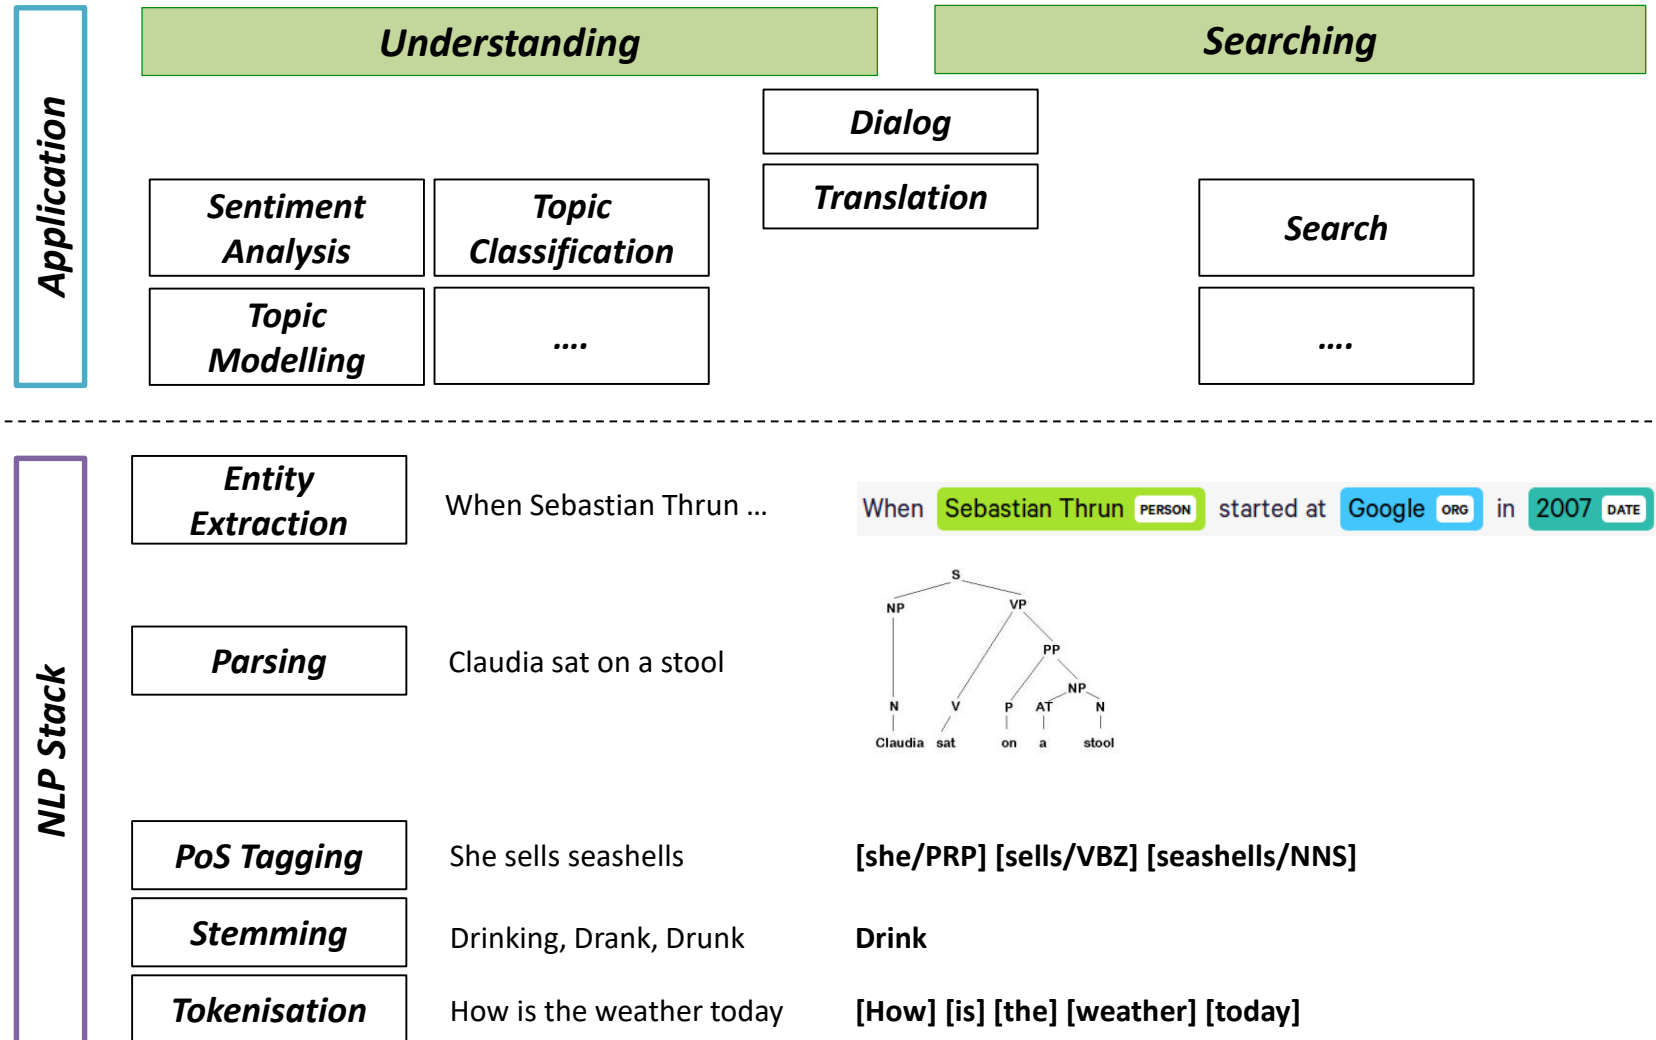 Application
Understanding
Searching
Dialog
Translation
Sentiment
Analysis
Topic
Classification
Search
Topic
Modelling
....
....
NLP Stack
Entity
Extraction
When Sebastian Thrun ...
When Sebastian Thrun PERSON started at Google ORG in 2007 DATE
Parsing
Claudia sat on a stool
S
NP VP
PP
NP
N V P AT N
Claudia sat on a stool
PoS Tagging
She sells seashells
[she/PRP] [sells/VBZ] [seashells/NNS]
Stemming
Drinking, Drank, Drunk
Drink
Tokenisation
How is the weather today
[How] [is] [the] [weather] [today]